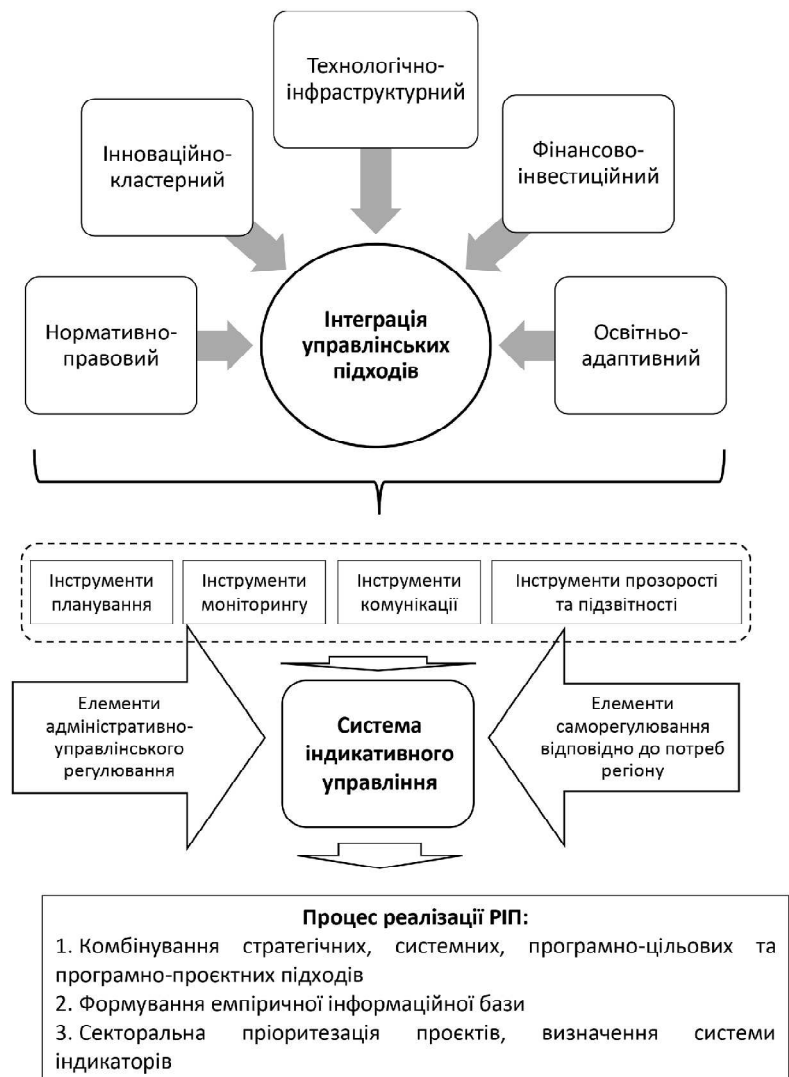 Технологічно-
інфраструктурний
Інноваційно-
кластерний
Фінансово-
інвестиційний
Нормативно-
правовий
Інтеграція
управлінських
підходів
Освітньо-
адаптивний
Інструменти
планування
Інструменти
моніторингу
Інструменти
комунікації
Інструменти прозорості
та підзвітності
Елементи
адміністративно-
управлінського
регулювання
Система
індикативного
управління
Елементи
саморегулювання
відповідно до потреб
регіону
Процес реалізації РІП:
1. Комбінування стратегічних, системних, програмно-цільових та
програмно-проєктних підходів
2. Формування емпіричної інформаційної бази
3. Секторальна пріоритезація проєктів, визначення системи
індикаторів